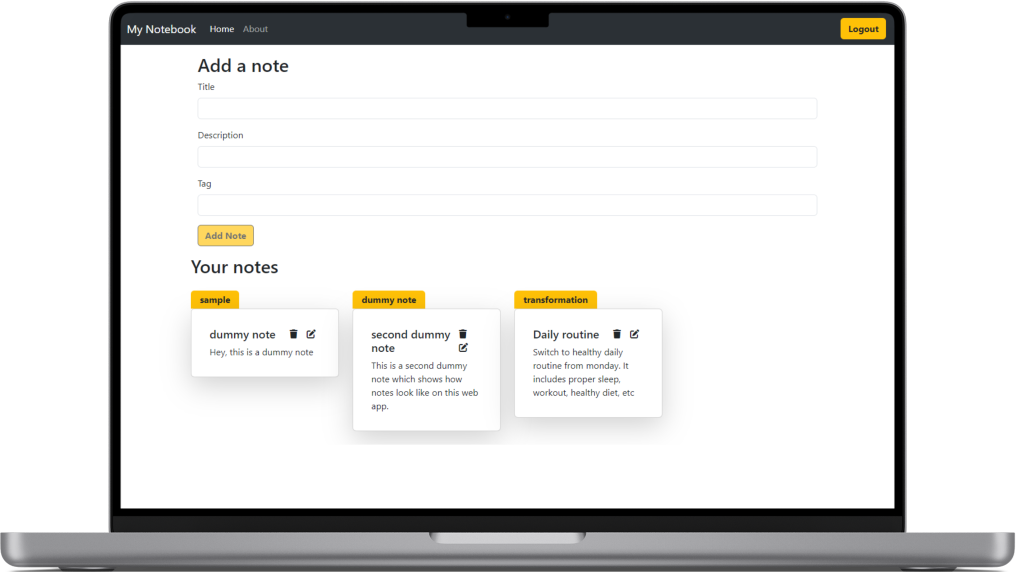 My Notebook Home About Logout
Add a note
Title
Description
Tag
Add Note
Your notes
sample
dummy note
Hey, this is a dummy note
dummy note
second dummy
note
This is a second dummy
note which shows how
notes look like on this web
app.
transformation
Daily routine
Switch to healthy daily
routine from monday. It
includes proper sleep,
workout, healthy diet, etc